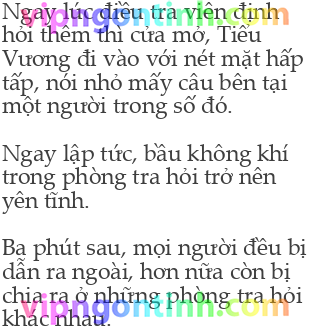 Ngay lúc điều tra viên định
vipngontinh.com
hỏi thêm thì cửa mở, Tiểu
Vương đi vào với nét mặt hấp
tấp, nói nhỏ mấy câu bên tại
một người trong số đó.
Ngay lập tức, bầu không khí
trong phòng tra hỏi trở nên
yên tĩnh.
Ba phút sau, mọi người đều bị
dẫn ra ngoài, hơn nữa còn bị
chia ra ở những phòng tra hỏi
vipngontinh.com
khác nhau.